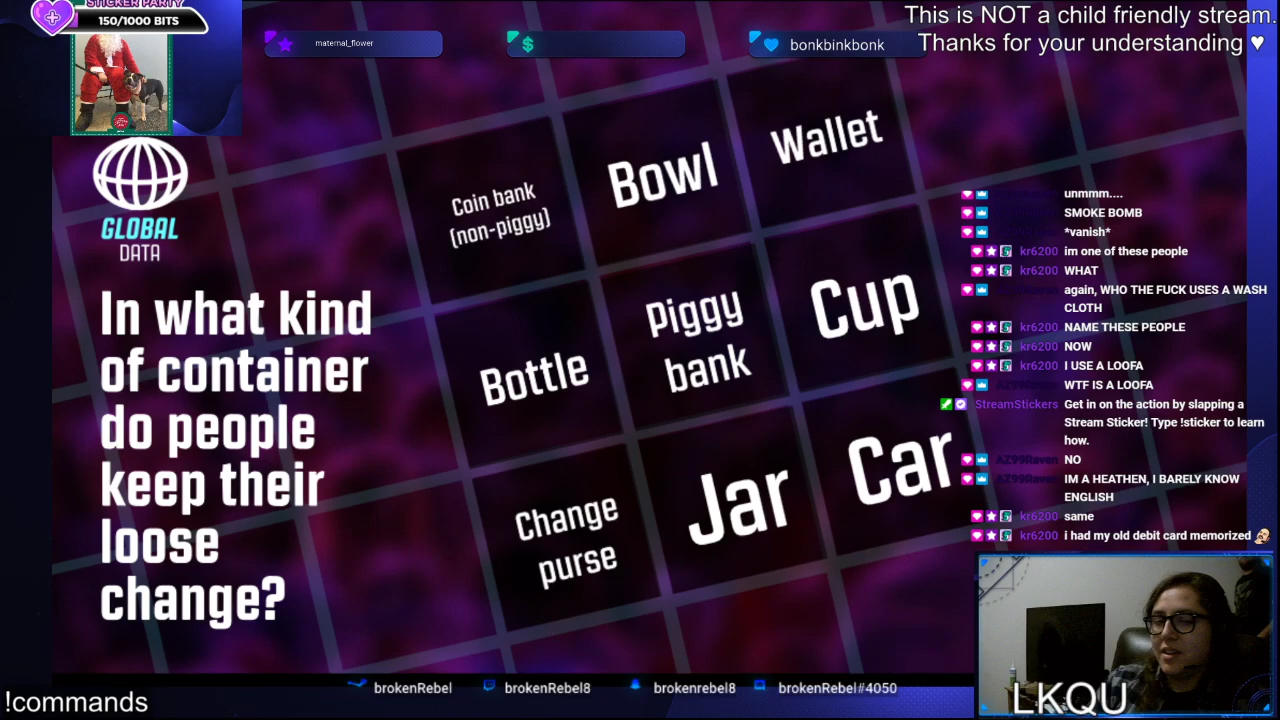 STICKER PARTY
150/1000 BITS
maternal_flower
bonkbinkbonk
This is NOT a child friendly stream.
Thanks for your understanding ♥
GLOBAL
DATA
In what kind
of container
do people
keep their
loose
change?
Coin bank
(non-piggy)
Bowl
Wallet
Bottle
Piggy
bank
Cup
Change
purse
Jar
Car
unmmm....
SMOKE BOMB
*vanish*
kr6200 im one of these people
kr6200 WHAT
again, WHO THE FUCK USES A WASH
CLOTH
kr6200 NAME THESE PEOPLE
kr6200 NOW
kr6200 I USE A LOOFA
AZ99Raven WTF IS A LOOFA
StreamStickers Get in on the action by slapping a
Stream Sticker! Type !sticker to learn
how.
AZ99Raven NO
AZ99Raven IM A HEATHEN, I BARELY KNOW
ENGLISH
kr6200 same
kr6200 i had my old debit card memorized
!commands
brokenRebel
brokenRebel8
brokenrebel8
brokenRebel#4050
LKQU